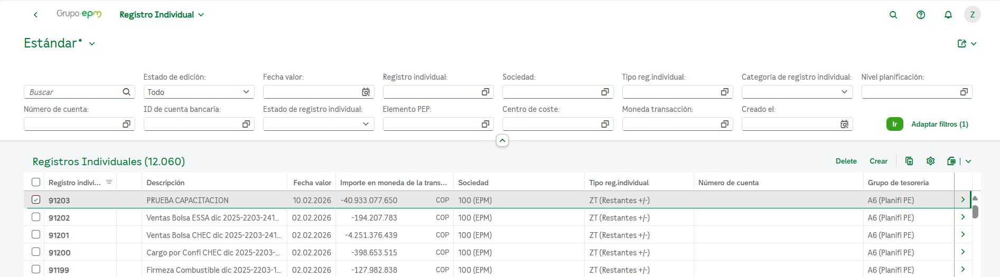 Grupo·epm Registro Individual Z
Estándar*
Estado de edición: Fecha valor: Registro individual: Sociedad: Tipo reg.individual: Categoría de registro individual: Nivel planificación:
Buscar Todo
Número de cuenta: ID de cuenta bancaria: Estado de registro individual: Elemento PEP: Centro de coste: Moneda transacción: Creado el:
Ir Adaptar filtros (1)
Registros Individuales (12.060) Delete Crear
Registro indivi... Descripción Fecha valor Importe en moneda de la trans... Sociedad Tipo reg.individual Número de cuenta Grupo de tesorería
91203 PRUEBA CAPACITACION 10.02.2026 -40.933.077.650 COP 100 (EPM) ZT (Restantes +/-) A6 (Planifi PE)
91202 Ventas Bolsa ESSA dic 2025-2203-241... 02.02.2026 -194.207.783 COP 100 (EPM) ZT (Restantes +/-) A6 (Planifi PE)
91201 Ventas Bolsa CHEC dic 2025-2203-241... 02.02.2026 -4.251.376.439 COP 100 (EPM) ZT (Restantes +/-) A6 (Planifi PE)
91200 Cargo por Confi CHEC dic 2025-2203-... 02.02.2026 -398.653.515 COP 100 (EPM) ZT (Restantes +/-) A6 (Planifi PE)
91199 Firmeza Combustible dic 2025-2203-1... 02.02.2026 -127.982.838 COP 100 (EPM) ZT (Restantes +/-) A6 (Planifi PE)